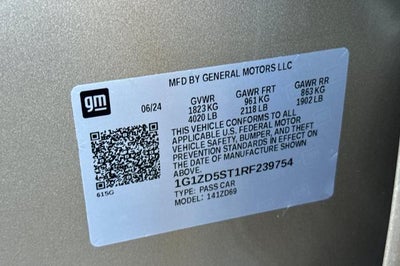 MFD BY GENERAL MOTORS LLC
gm
06/24 GVWR GAWR FRT GAWR RR
1823 KG 961 KG 863 KG
4020 LB 2118 LB 1902 LB
THIS VEHICLE CONFORMS TO ALL
APPLICABLE U.S. FEDERAL MOTOR
VEHICLE SAFETY, BUMPER, AND THEFT
PREVENTION STANDARDS IN EFFECT ON
THE DATE OF MANUFACTURE SHOWN
ABOVE.
1G1ZD5ST1RF239754
TYPE: PASS CAR
MODEL: 141ZD69
615G